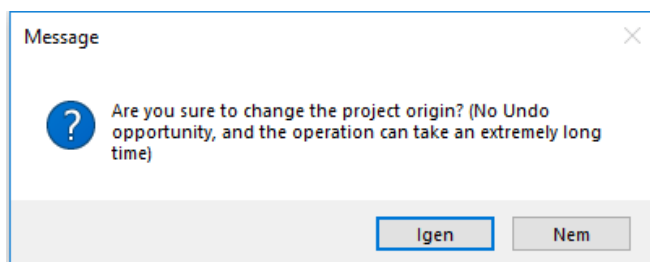 Message
Are you sure to change the project origin? (No Undo
opportunity, and the operation can take an extremely long
time)
Igen
Nem